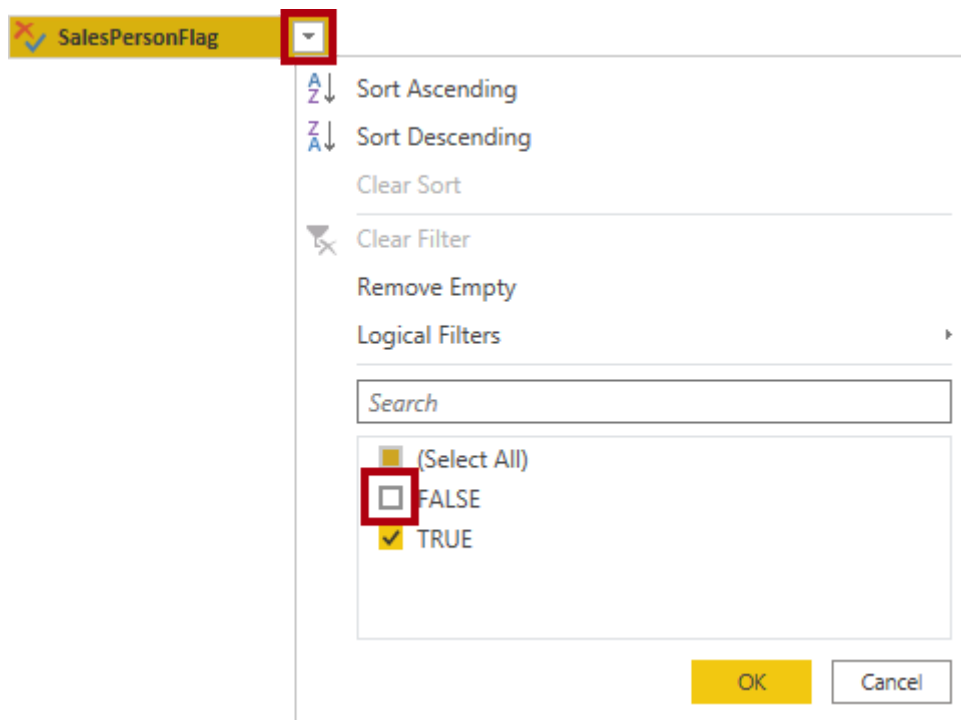 SalesPersonFlag
Sort Ascending
Sort Descending
Clear Sort
Clear Filter
Remove Empty
Logical Filters
Search
(Select All)
FALSE
TRUE
OK Cancel